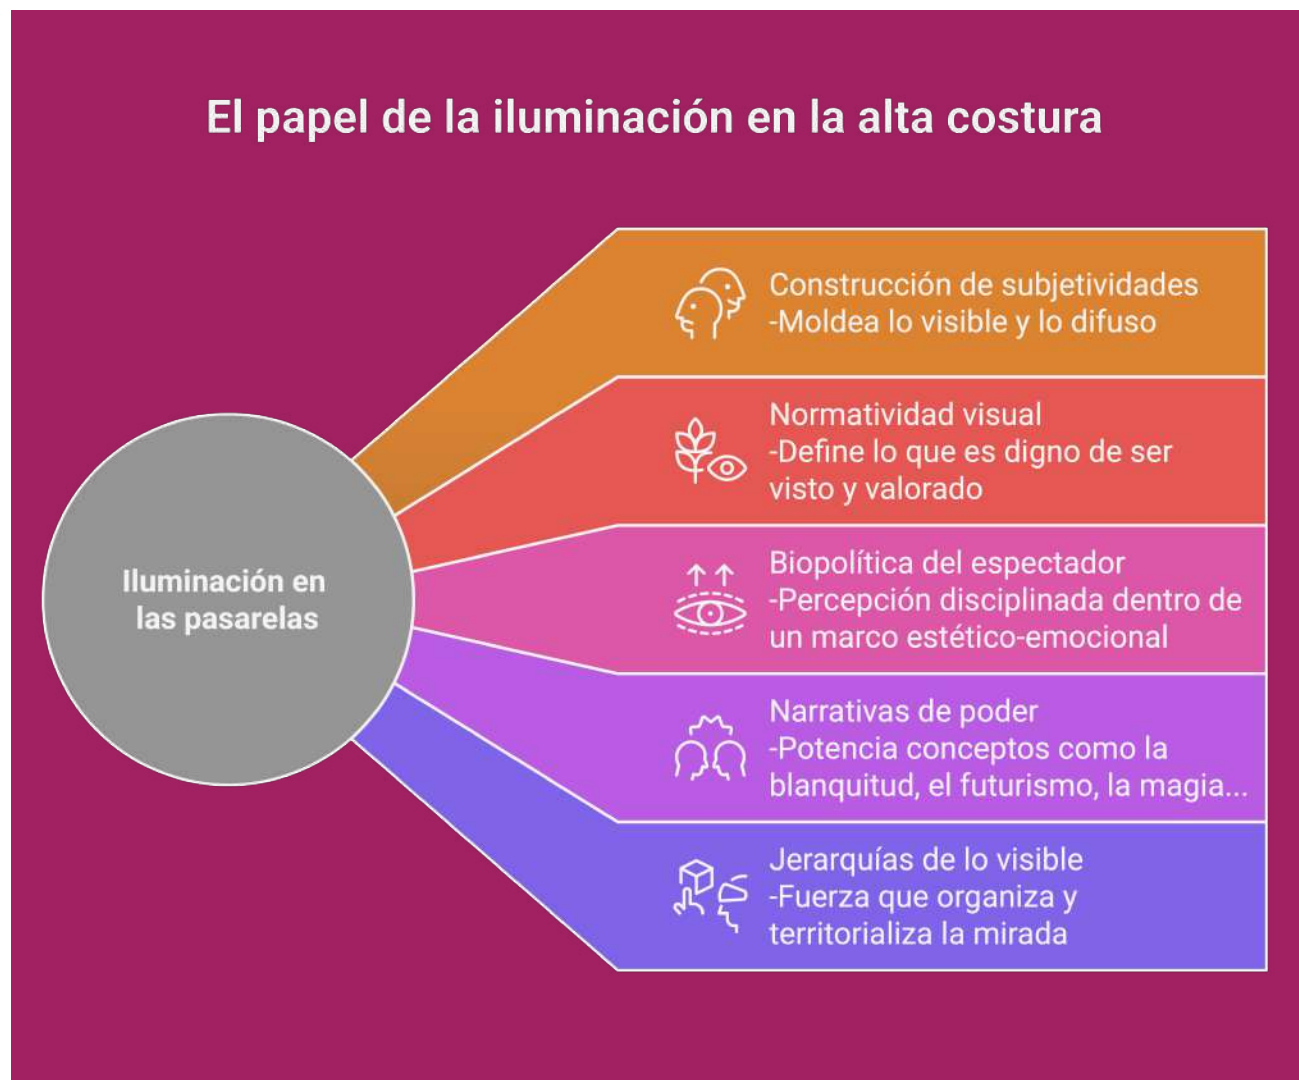 El papel de la iluminación en la alta costura
Iluminación en
las pasarelas
Construcción de subjetividades
-Moldea lo visible y lo difuso
Normatividad visual
-Define lo que es digno de ser
visto y valorado
Biopolítica del espectador
-Percepción disciplinada dentro de
un marco estético-emocional
Narrativas de poder
-Potencia conceptos como la
blanquitud, el futurismo, la magia...
Jerarquías de lo visible
-Fuerza que organiza y
territorializa la mirada